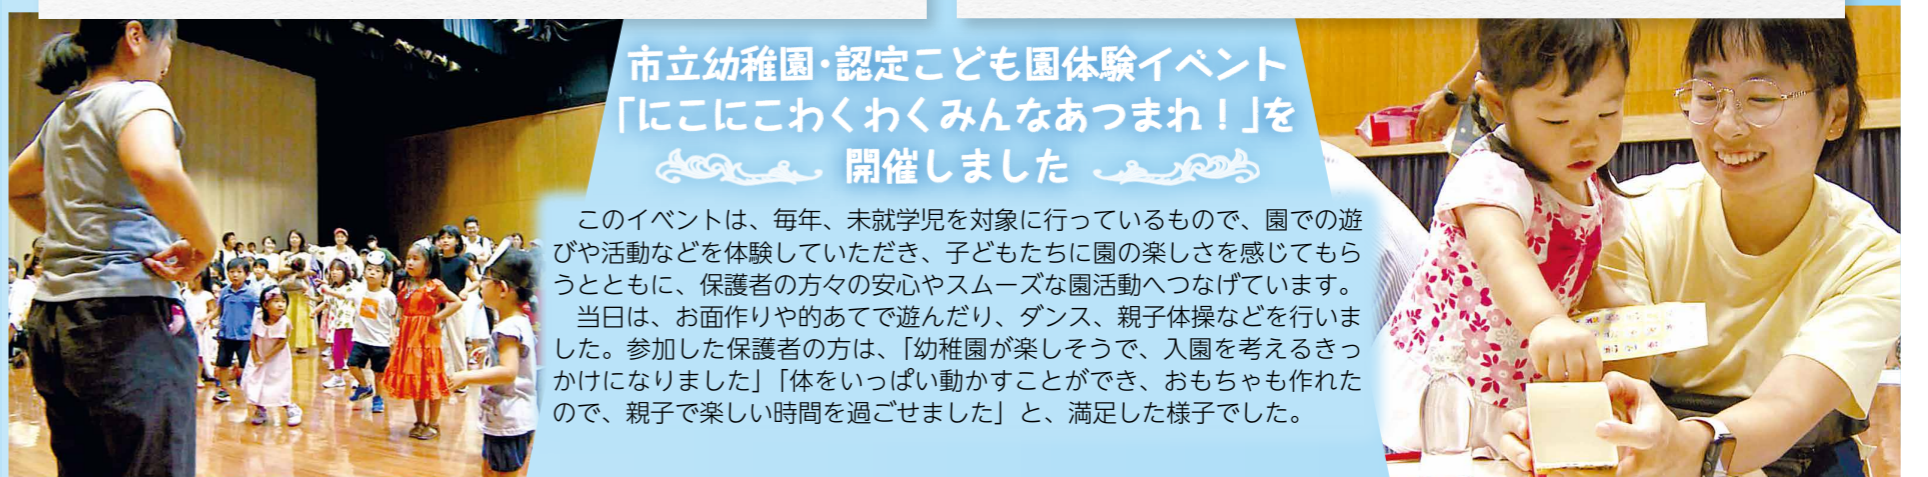 市立幼稚園・認定こども園体験イベント
「にこにこわくわくみんなあつまれ！」を
開催しました
このイベントは、毎年、未就学児を対象に行っているもので、園での遊
びや活動などを体験していただき、子どもたちに園の楽しさを感じてもら
うとともに、保護者の方々の安心やスムーズな園活動へつなげています。
当日は、お面作りや的あてで遊んだり、ダンス、親子体操などを行いま
した。参加した保護者の方は、「幼稚園が楽しそうで、入園を考えるきっ
かけになりました」「体をいっぱい動かすことができ、おもちゃも作れた
ので、親子で楽しい時間を過ごせました」と、満足した様子でした。